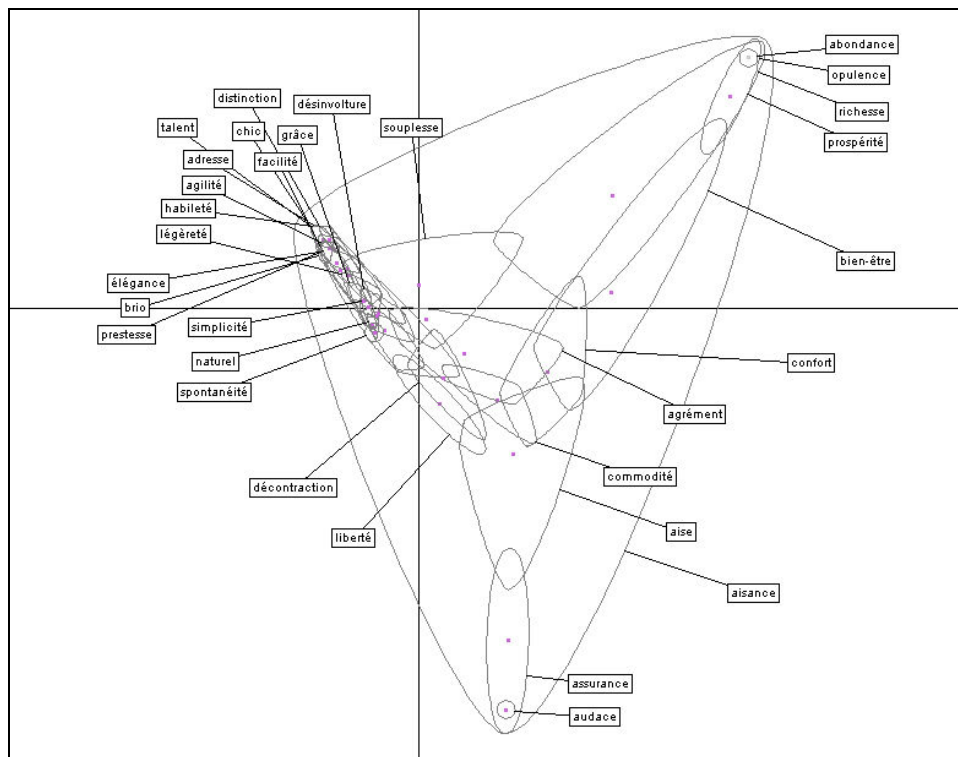 abondance
opulence
distinction
désinvolture
richesse
talent
chic
grâce
souplesse
prospérité
adresse
facilité
agilité
habileté
légèreté
bien-être
élégance
brio
simplicité
prestesse
naturel
confort
spontanéité
agrément
commodité
décontraction
liberté
aise
aisance
assurance
audace